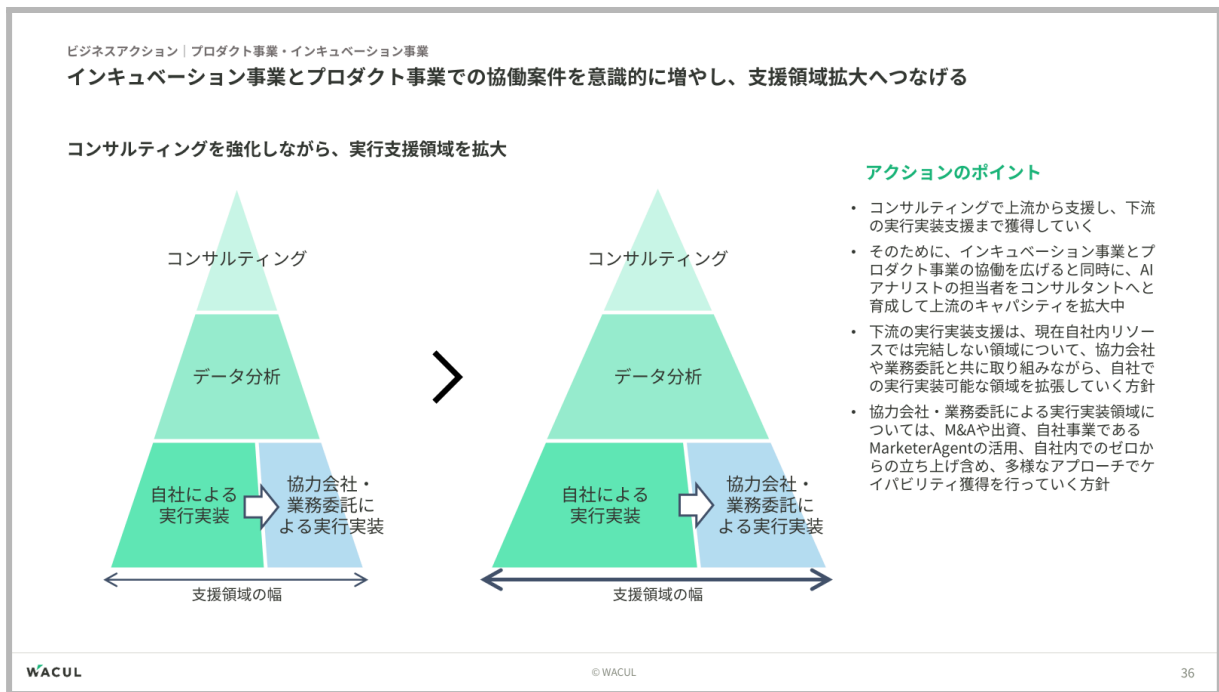 ビジネスアクション｜プロダクト事業・インキュベーション事業
インキュベーション事業とプロダクト事業での協働案件を意識的に増やし、支援領域拡大へつなげる
コンサルティングを強化しながら、実行支援領域を拡大
コンサルティング
データ分析
自社による
実行実装
協力会社・
業務委託に
よる実行実装
支援領域の幅
コンサルティング
データ分析
自社による
実行実装
協力会社・
業務委託に
よる実行実装
支援領域の幅
アクションのポイント
• コンサルティングで上流から支援し、下流
の実行実装支援まで獲得していく
• そのために、インキュベーション事業とプ
ロダクト事業の協働を広げると同時に、AI
アナリストの担当者をコンサルタントへと
育成して上流のキャパシティを拡大中
• 下流の実行実装支援は、現在自社内リソー
スでは完結しない領域について、協力会社
や業務委託と共に取り組みながら、自社で
の実行実装可能な領域を拡張していく方針
• 協力会社・業務委託による実行実装領域に
ついては、M&Aや出資、自社事業である
MarketerAgentの活用、自社内でのゼロか
らの立ち上げ含め、多様なアプローチでケ
イパビリティ獲得を行っていく方針
WACUL
© WACUL
36